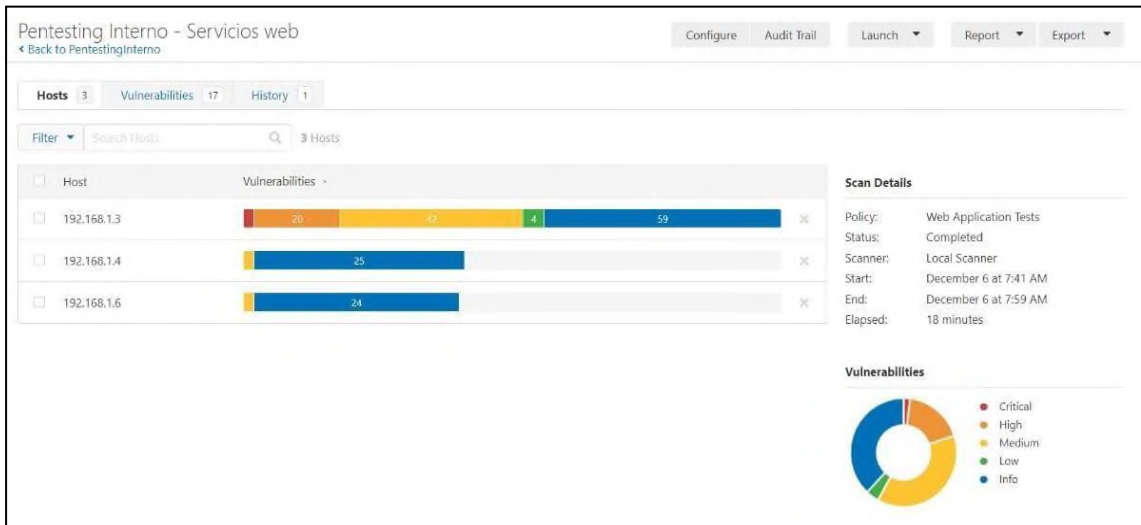 Pentesting Interno - Servicios web
Back to PentestingInterno
Configure Audit Trail Launch Report Export
Hosts 3 Vulnerabilities 17 History 1
Filter Search Hosts 3 Hosts
Host Vulnerabilities
192.168.1.3 20 42 4 59
192.168.1.4 25
192.168.1.6 24
Scan Details
Policy: Web Application Tests
Status: Completed
Scanner: Local Scanner
Start: December 6 at 7:41 AM
End: December 6 at 7:59 AM
Elapsed: 18 minutes
Vulnerabilities
Critical
High
Medium
Low
Info